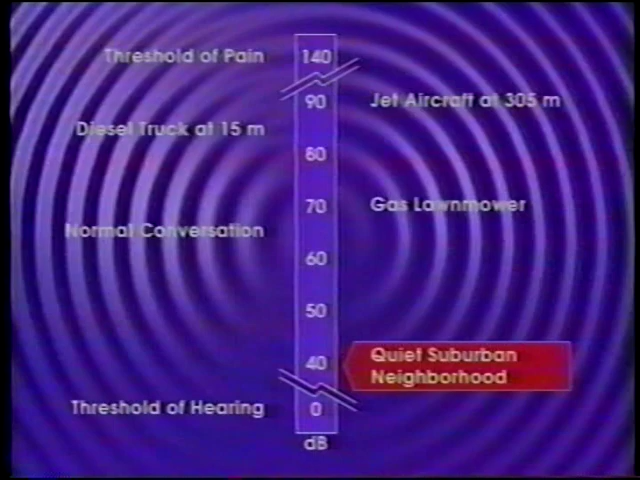 Threshold of Pain
140
90
Jet Aircraft at 305 m
Diesel Truck at 15 m
80
70
Gas Lawnmower
Normal Conversation
60
50
40
Quiet Suburban
Neighborhood
Threshold of Hearing
0
dB